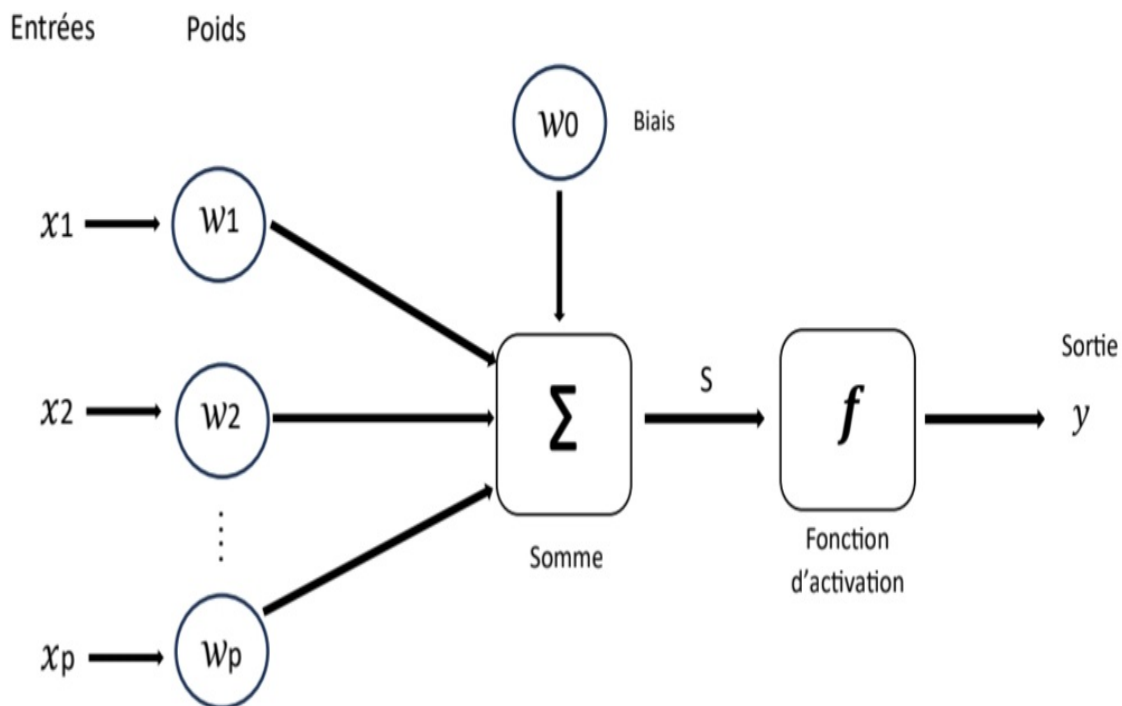 Entrées
Poids
w0
Biais
x1
w1
x2
w2
Σ
S
f
Sortie
y
Somme
Fonction
d’activation
xp
wp